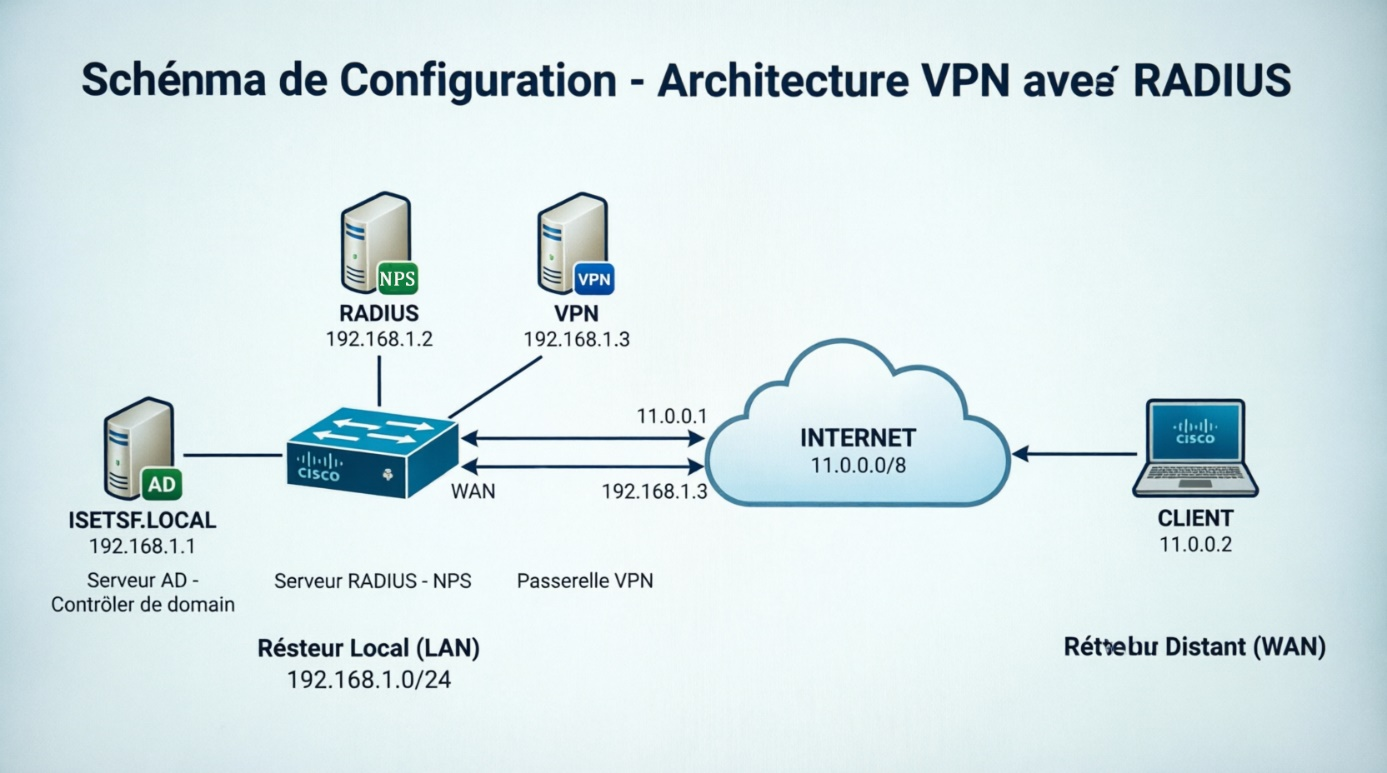 Schénma de Configuration - Architecture VPN aveś RADIUS
NPS
VPN
RADIUS
192.168.1.2
VPN
192.168.1.3
11.0.0.1
INTERNET
11.0.0.0/8
CISCO
CISCO
WAN
192.168.1.3
AD
ISETSF.LOCAL
192.168.1.1
CLIENT
11.0.0.2
Serveur AD -
Contrôler de domain
Serveur RADIUS - NPS
Passerelle VPN
Résteur Local (LAN)
192.168.1.0/24
Distant (WAN)